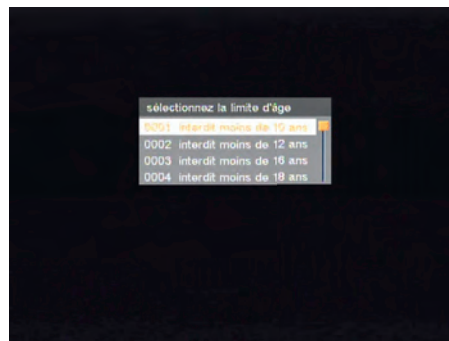 sélectionnez la limite d'âge
0001 interdit moins de 10 ans
0002 interdit moins de 12 ans
0003 interdit moins de 16 ans
0004 interdit moins de 18 ans